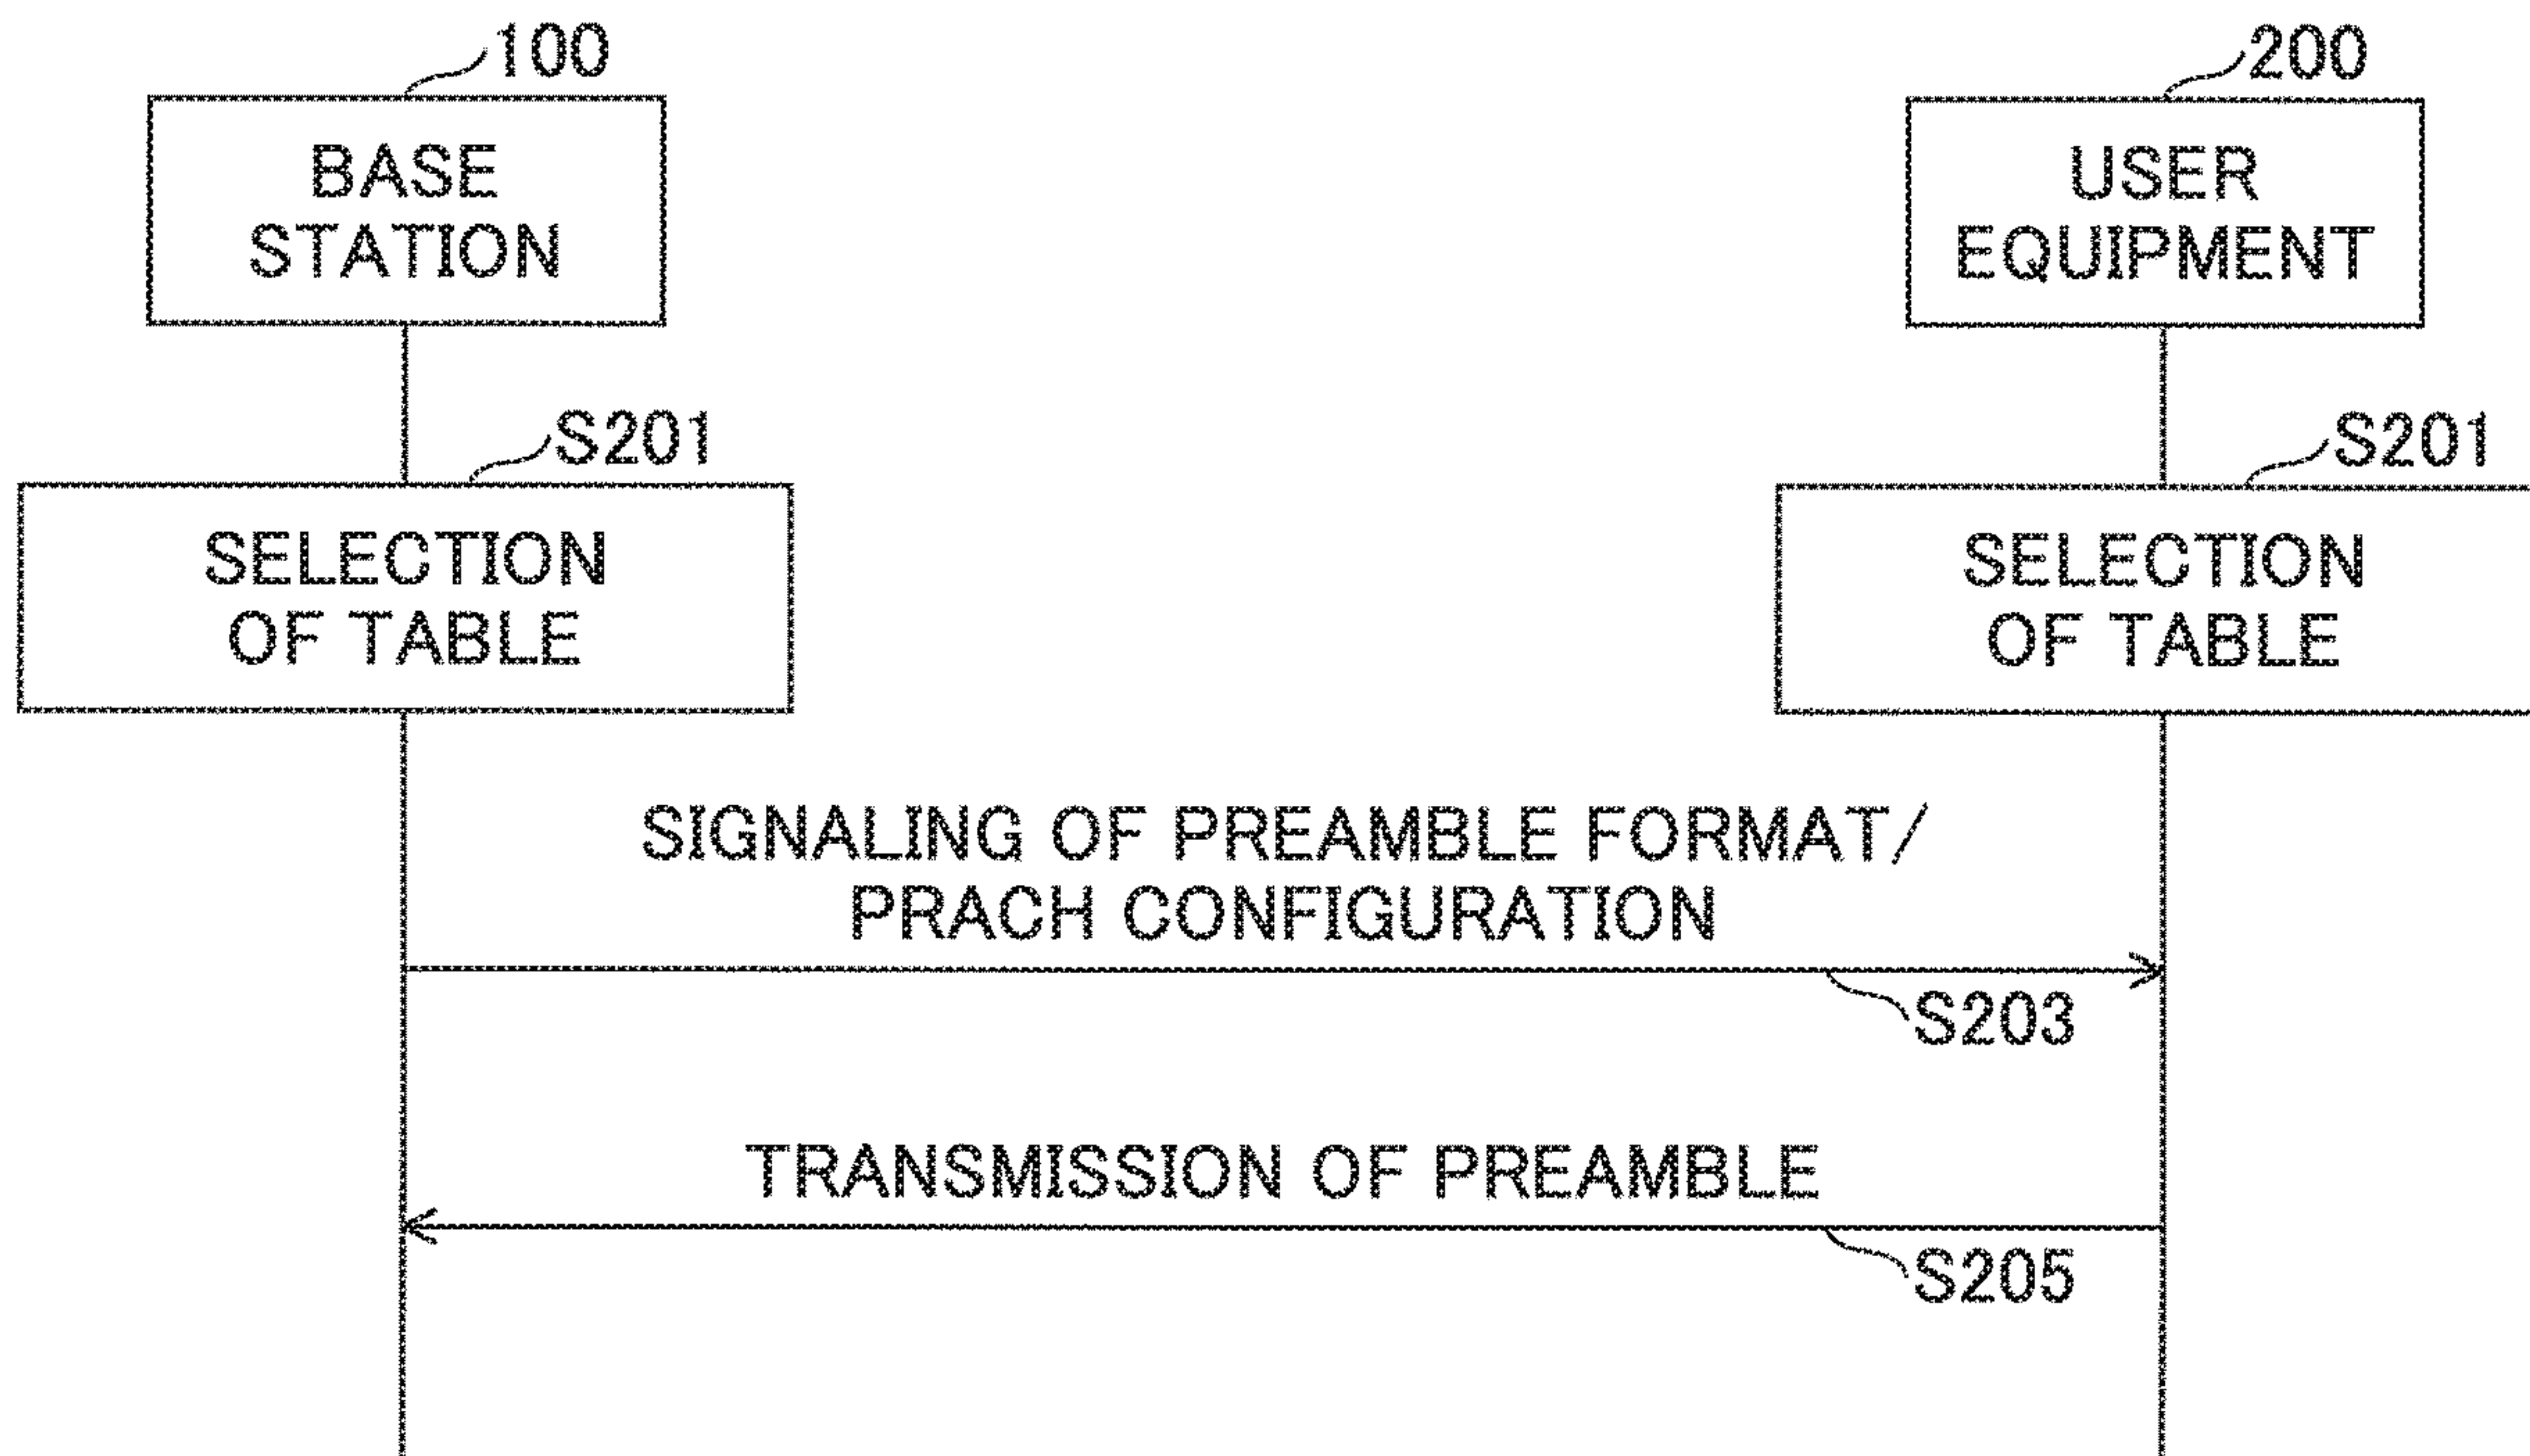 100
200
BASE
STATION
USER
EQUIPMENT
S201
S201
SELECTION
OF TABLE
SELECTION
OF TABLE
SIGNALING OF PREAMBLE FORMAT/
PRACH CONFIGURATION
S203
TRANSMISSION OF PREAMBLE
S205